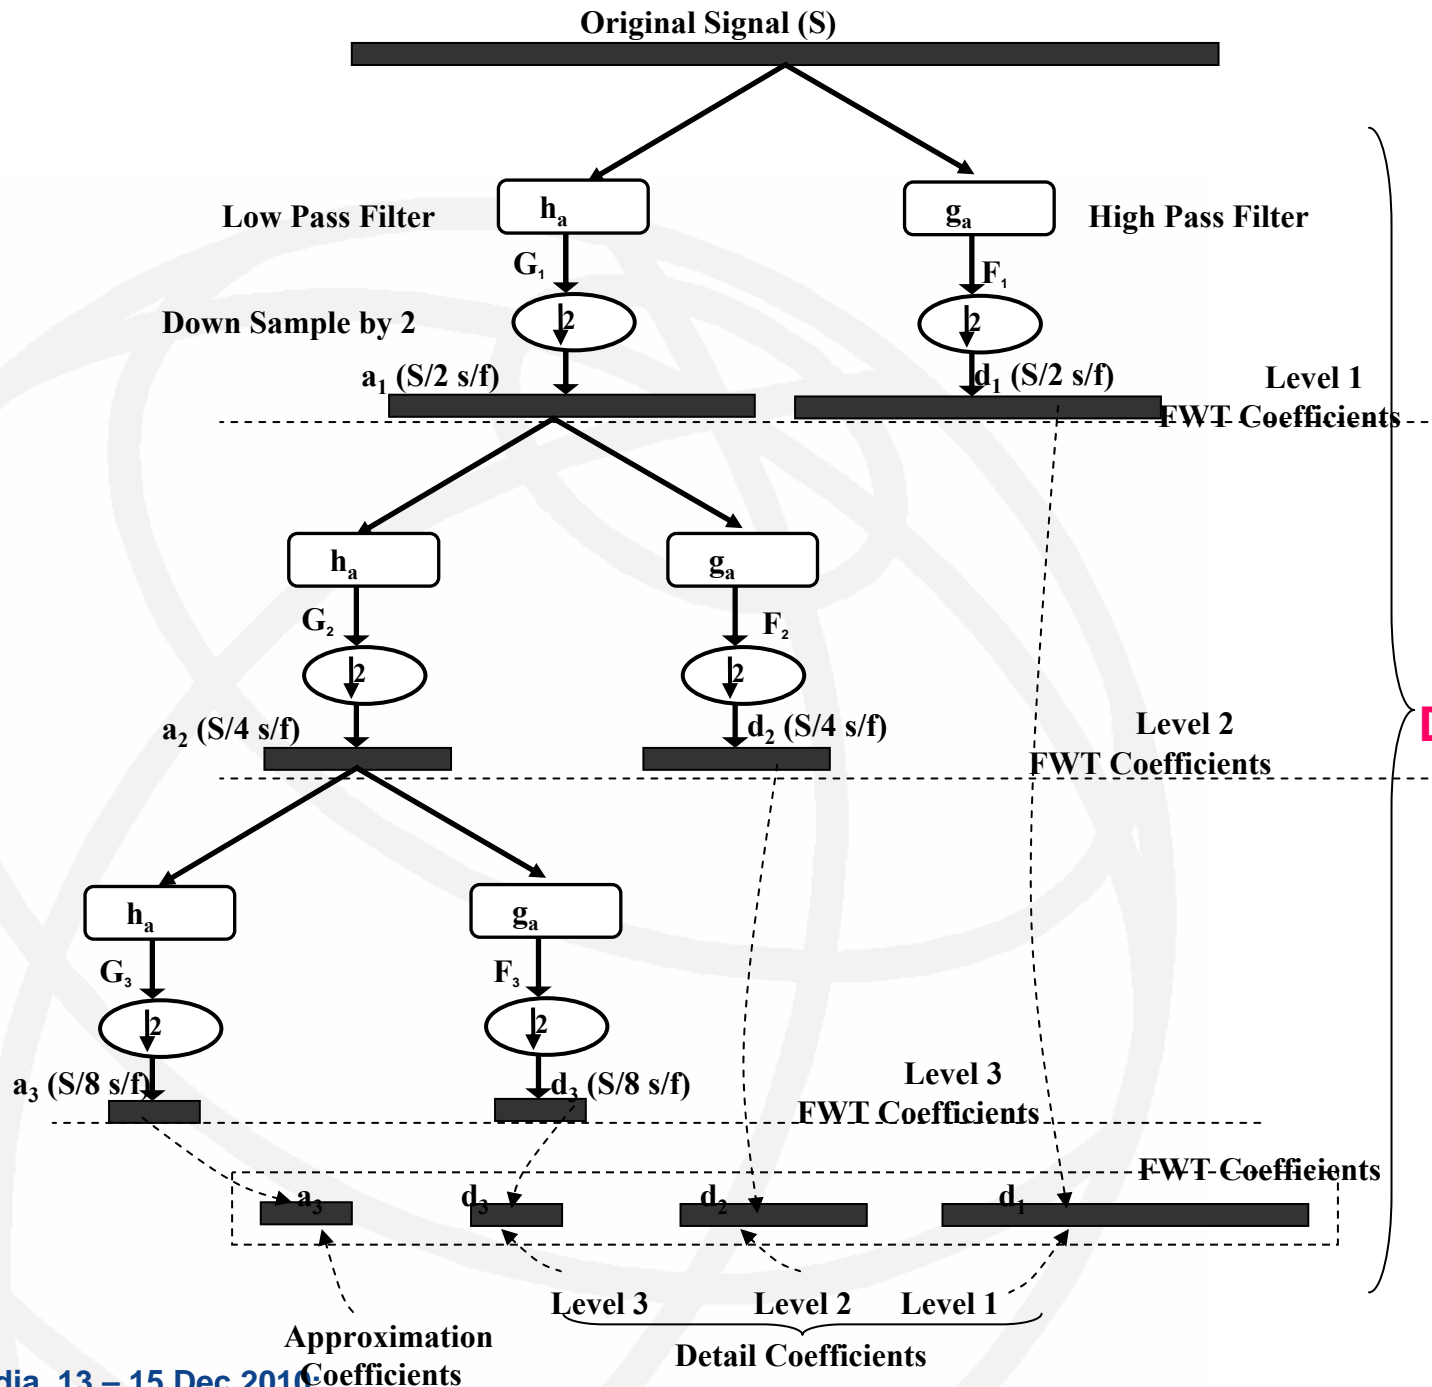 Original Signal (S)
Low Pass Filter
hₐ
gₐ
High Pass Filter
G₁
F₁
Down Sample by 2
2
2
a₁ (S/2 s/f)
d₁ (S/2 s/f)
Level 1
FWT Coefficients
hₐ
gₐ
G₂
F₂
2
2
a₂ (S/4 s/f)
d₂ (S/4 s/f)
Level 2
FWT Coefficients
hₐ
gₐ
G₃
F₃
2
2
a₃ (S/8 s/f)
d₃ (S/8 s/f)
Level 3
FWT Coefficients
FWT Coefficients
a₃
d₃
d₂
d₁
Level 3
Level 2
Level 1
Approximation
Coefficients
Detail Coefficients
dia, 13 – 15 Dec 2010